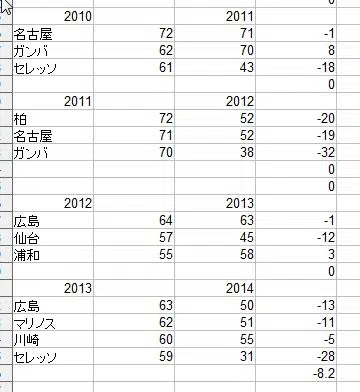 0
2010 2011
名古屋 72 71 -1
ガンバ 62 70 8
セレッソ 61 43 -18
0
2011 2012
柏 72 52 -20
名古屋 71 52 -19
ガンバ 70 38 -32
0
0
2012 2013
広島 64 63 -1
仙台 57 45 -12
浦和 55 58 3
0
2013 2014
広島 63 50 -13
マリノス 62 51 -11
川崎 60 55 -5
セレッソ 59 31 -28
-8.2